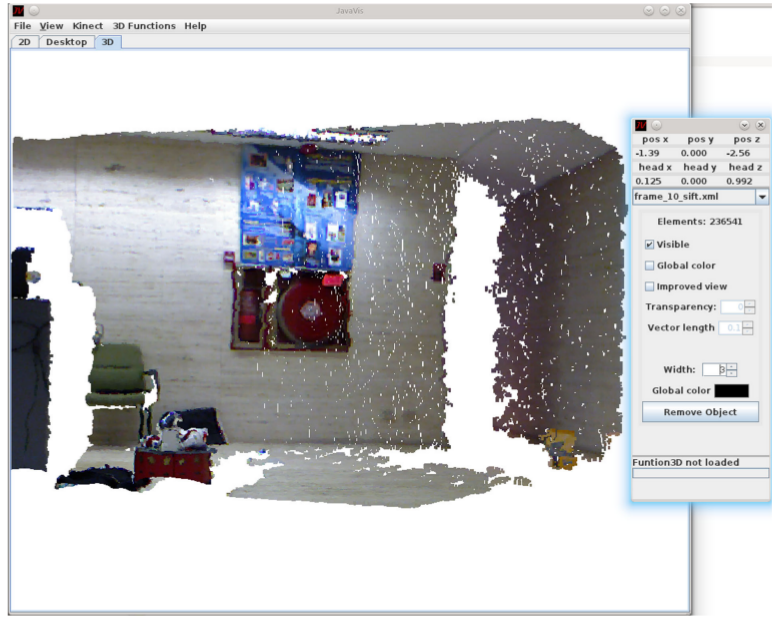 JavaVis
File View Kinect 3D Functions Help
2D Desktop 3D
pos x pos y pos z
-1.39 0.000 -2.56
head x head y head z
0.125 0.000 0.992
frame_10_sift.xml
Elements: 236541
Visible
Global color
Improved view
Transparency: 0
Vector length 0.1
Width: 3
Global color
Remove Object
Funtion3D not loaded